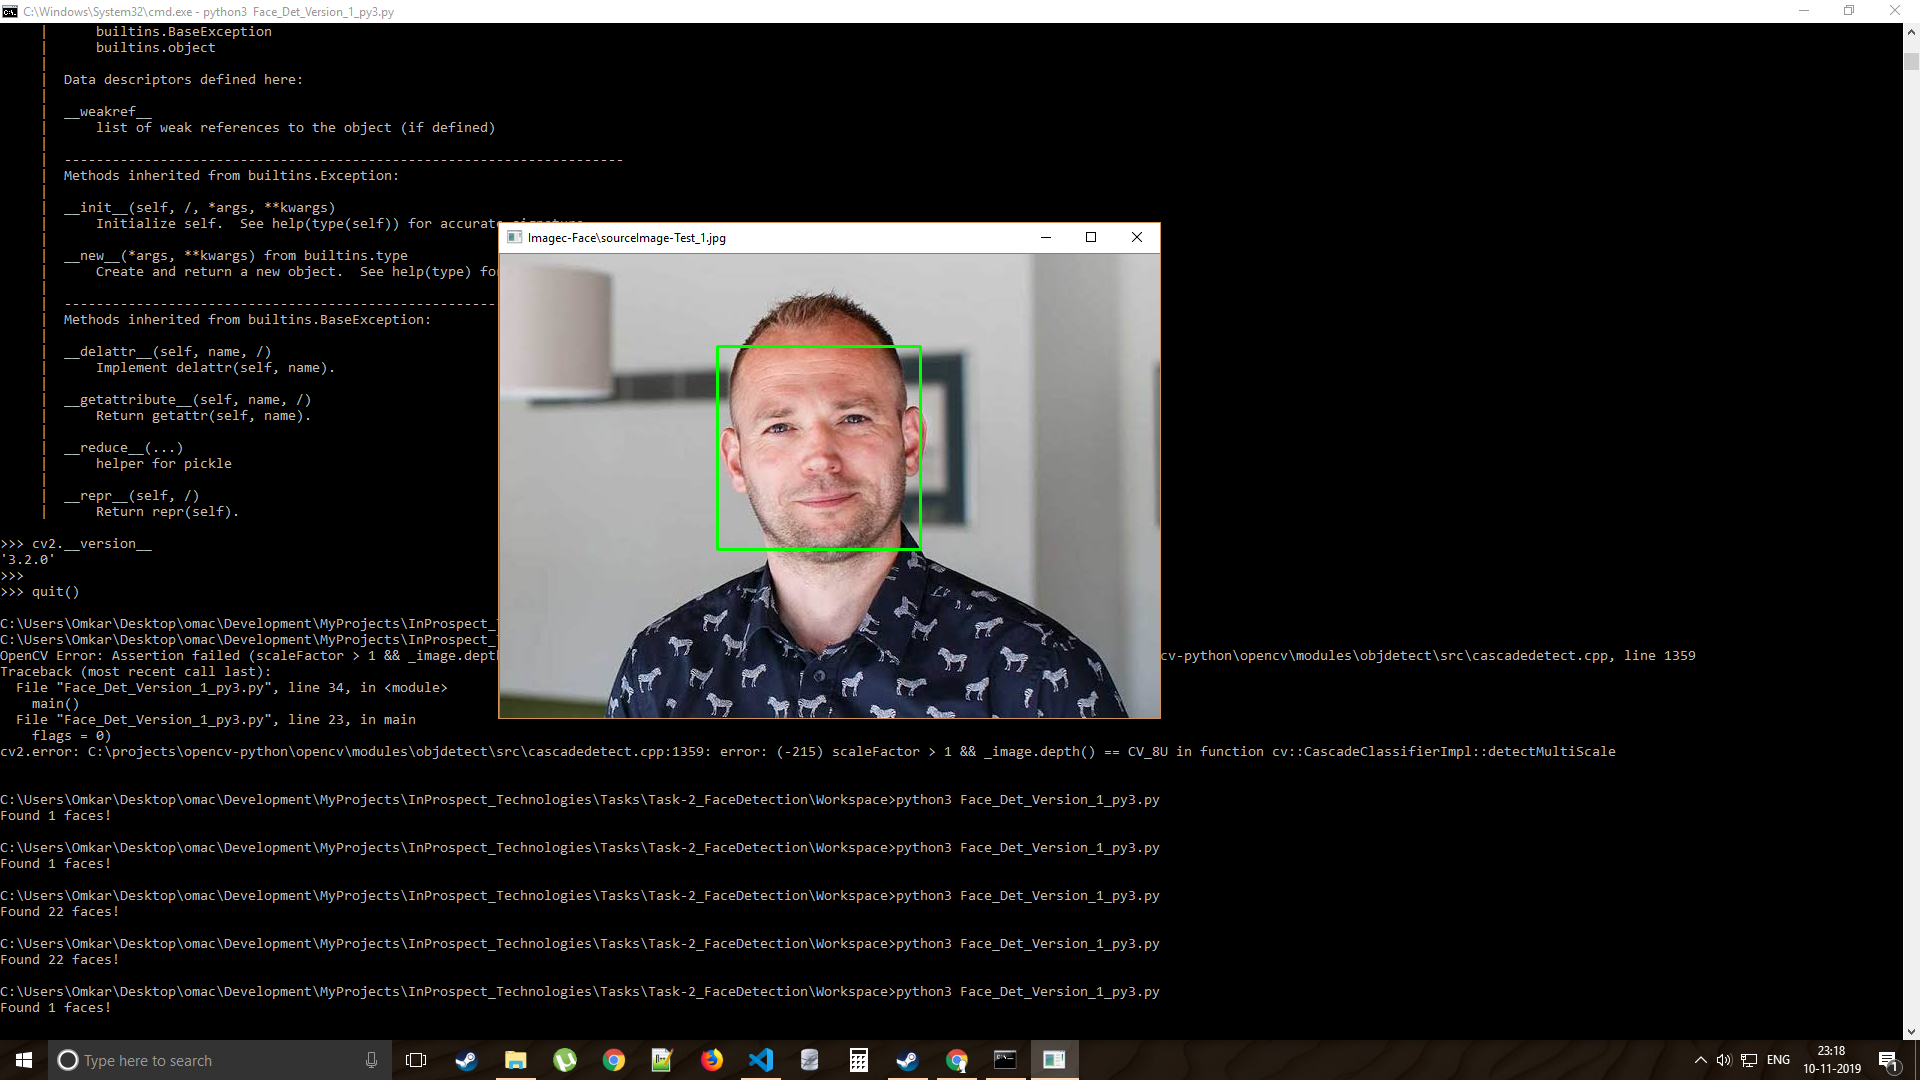 C:\Windows\System32\cmd.exe - python3 Face_Det_Version_1_py3.py
| builtins.BaseException
| builtins.object
|
| Data descriptors defined here:
|
| __weakref__
| list of weak references to the object (if defined)
|
| ----------------------------------------------------------------------
| Methods inherited from builtins.Exception:
|
| __init__(self, /, *args, **kwargs)
| Initialize self. See help(type(self)) for accurate signature.
|
| __new__(*args, **kwargs) from builtins.type
| Create and return a new object. See help(type) fo
|
| ------------------------------------------------------
| Methods inherited from builtins.BaseException:
|
| __delattr__(self, name, /)
| Implement delattr(self, name).
|
| __getattribute__(self, name, /)
| Return getattr(self, name).
|
| __reduce__(...)
| helper for pickle
|
| __repr__(self, /)
| Return repr(self).
>>> cv2.__version__
'3.2.0'
>>>
>>> quit()
C:\Users\Omkar\Desktop\omac\Development\MyProjects\InProspect_
C:\Users\Omkar\Desktop\omac\Development\MyProjects\InProspect_
OpenCV Error: Assertion failed (scaleFactor > 1 && _image.dept cv-python\opencv\modules\objdetect\src\cascadedetect.cpp, line 1359
Traceback (most recent call last):
File "Face_Det_Version_1_py3.py", line 34, in <module>
main()
File "Face_Det_Version_1_py3.py", line 23, in main
flags = 0)
cv2.error: C:\projects\opencv-python\opencv\modules\objdetect\src\cascadedetect.cpp:1359: error: (-215) scaleFactor > 1 && _image.depth() == CV_8U in function cv::CascadeClassifierImpl::detectMultiScale
C:\Users\Omkar\Desktop\omac\Development\MyProjects\InProspect_Technologies\Tasks\Task-2_FaceDetection\Workspace>python3 Face_Det_Version_1_py3.py
Found 1 faces!
C:\Users\Omkar\Desktop\omac\Development\MyProjects\InProspect_Technologies\Tasks\Task-2_FaceDetection\Workspace>python3 Face_Det_Version_1_py3.py
Found 1 faces!
C:\Users\Omkar\Desktop\omac\Development\MyProjects\InProspect_Technologies\Tasks\Task-2_FaceDetection\Workspace>python3 Face_Det_Version_1_py3.py
Found 22 faces!
C:\Users\Omkar\Desktop\omac\Development\MyProjects\InProspect_Technologies\Tasks\Task-2_FaceDetection\Workspace>python3 Face_Det_Version_1_py3.py
Found 22 faces!
C:\Users\Omkar\Desktop\omac\Development\MyProjects\InProspect_Technologies\Tasks\Task-2_FaceDetection\Workspace>python3 Face_Det_Version_1_py3.py
Found 1 faces!
Imagec-Face\sourceImage-Test_1.jpg
Type here to search
ENG
23:18
10-11-2019
1